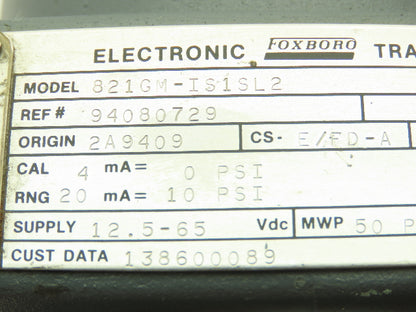 ELECTRONIC FOXBORO TRA
MODEL 821GM-IS1SL2
REF# 94080729
ORIGIN 2A9409 CS- E/FD-A
CAL 4 mA= 0 PSI
RNG 20 mA= 10 PSI
SUPPLY 12.5-65 Vdc MWP 50 P
CUST DATA 138600089